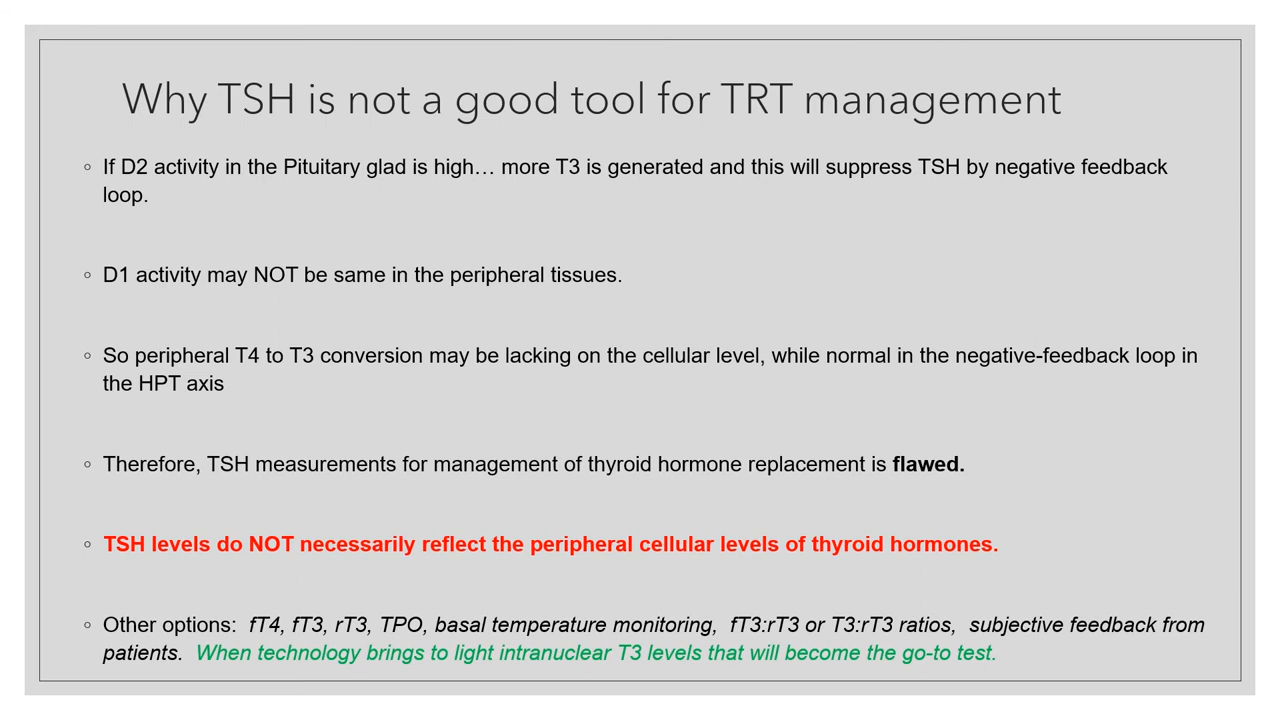 Why TSH is not a good tool for TRT management
◦ If D2 activity in the Pituitary glad is high… more T3 is generated and this will suppress TSH by negative feedback
loop.
◦ D1 activity may NOT be same in the peripheral tissues.
◦ So peripheral T4 to T3 conversion may be lacking on the cellular level, while normal in the negative-feedback loop in
the HPT axis
◦ Therefore, TSH measurements for management of thyroid hormone replacement is flawed.
◦ TSH levels do NOT necessarily reflect the peripheral cellular levels of thyroid hormones.
◦ Other options:  fT4, fT3, rT3, TPO, basal temperature monitoring,  fT3:rT3 or T3:rT3 ratios,  subjective feedback from
patients.  When technology brings to light intranuclear T3 levels that will become the go-to test.